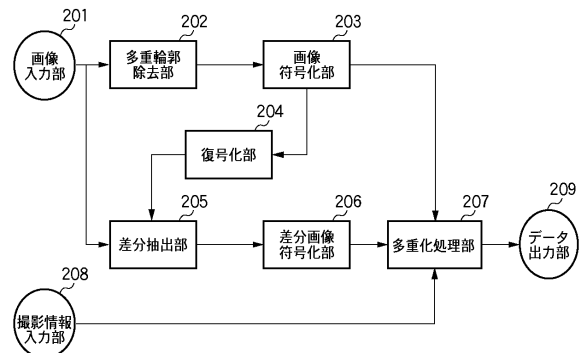 201
画像
入力部
202
多重輪郭
除去部
203
画像
符号化部
204
復号化部
205
差分抽出部
206
差分画像
符号化部
207
多重化処理部
209
データ
出力部
208
撮影情報
入力部